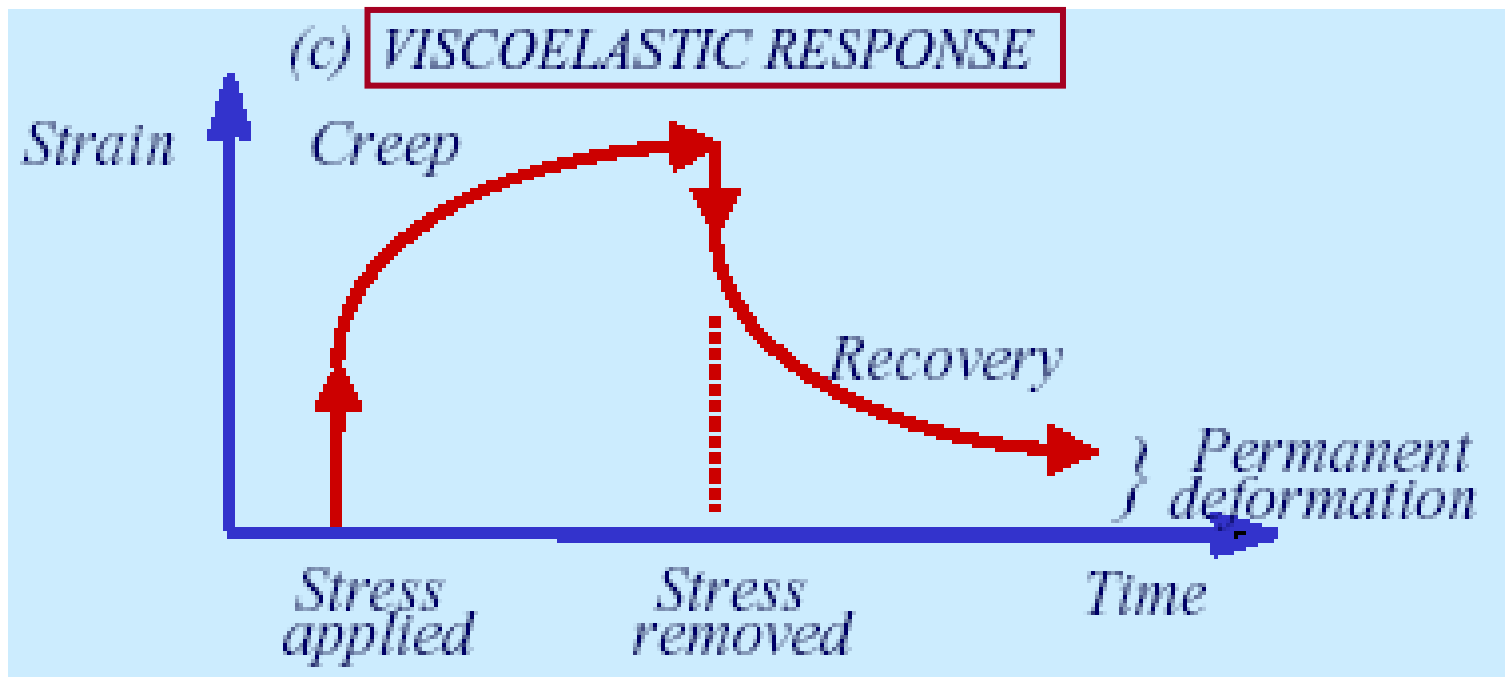 (c) VISCOELASTIC RESPONSE
Strain
Creep
Recovery
} Permanent
} deformation
Stress
applied
Stress
removed
Time